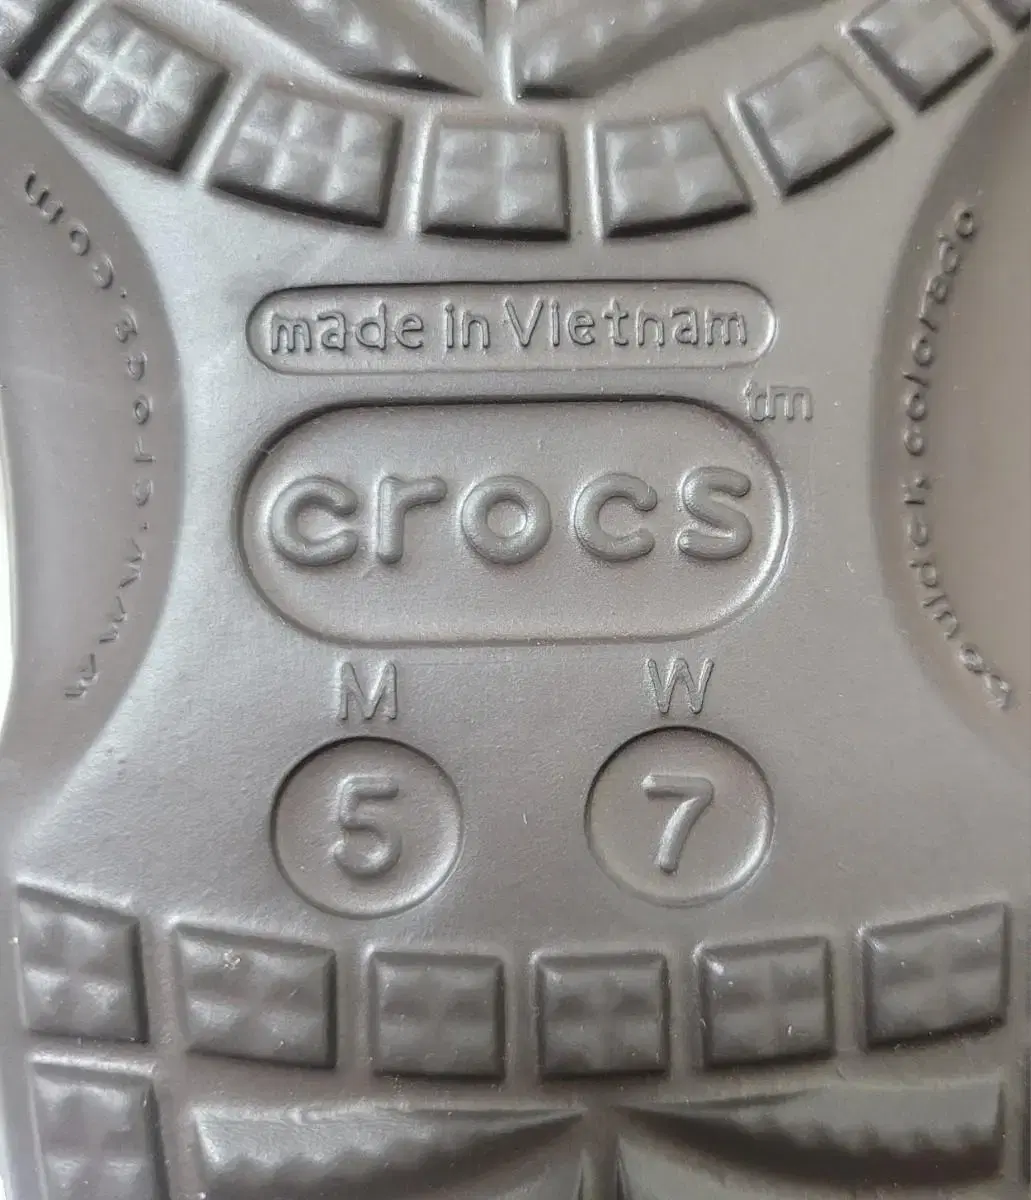 made in Vietnam
tm
crocs
M W
5 7
www.crocs.com
boulder colorado